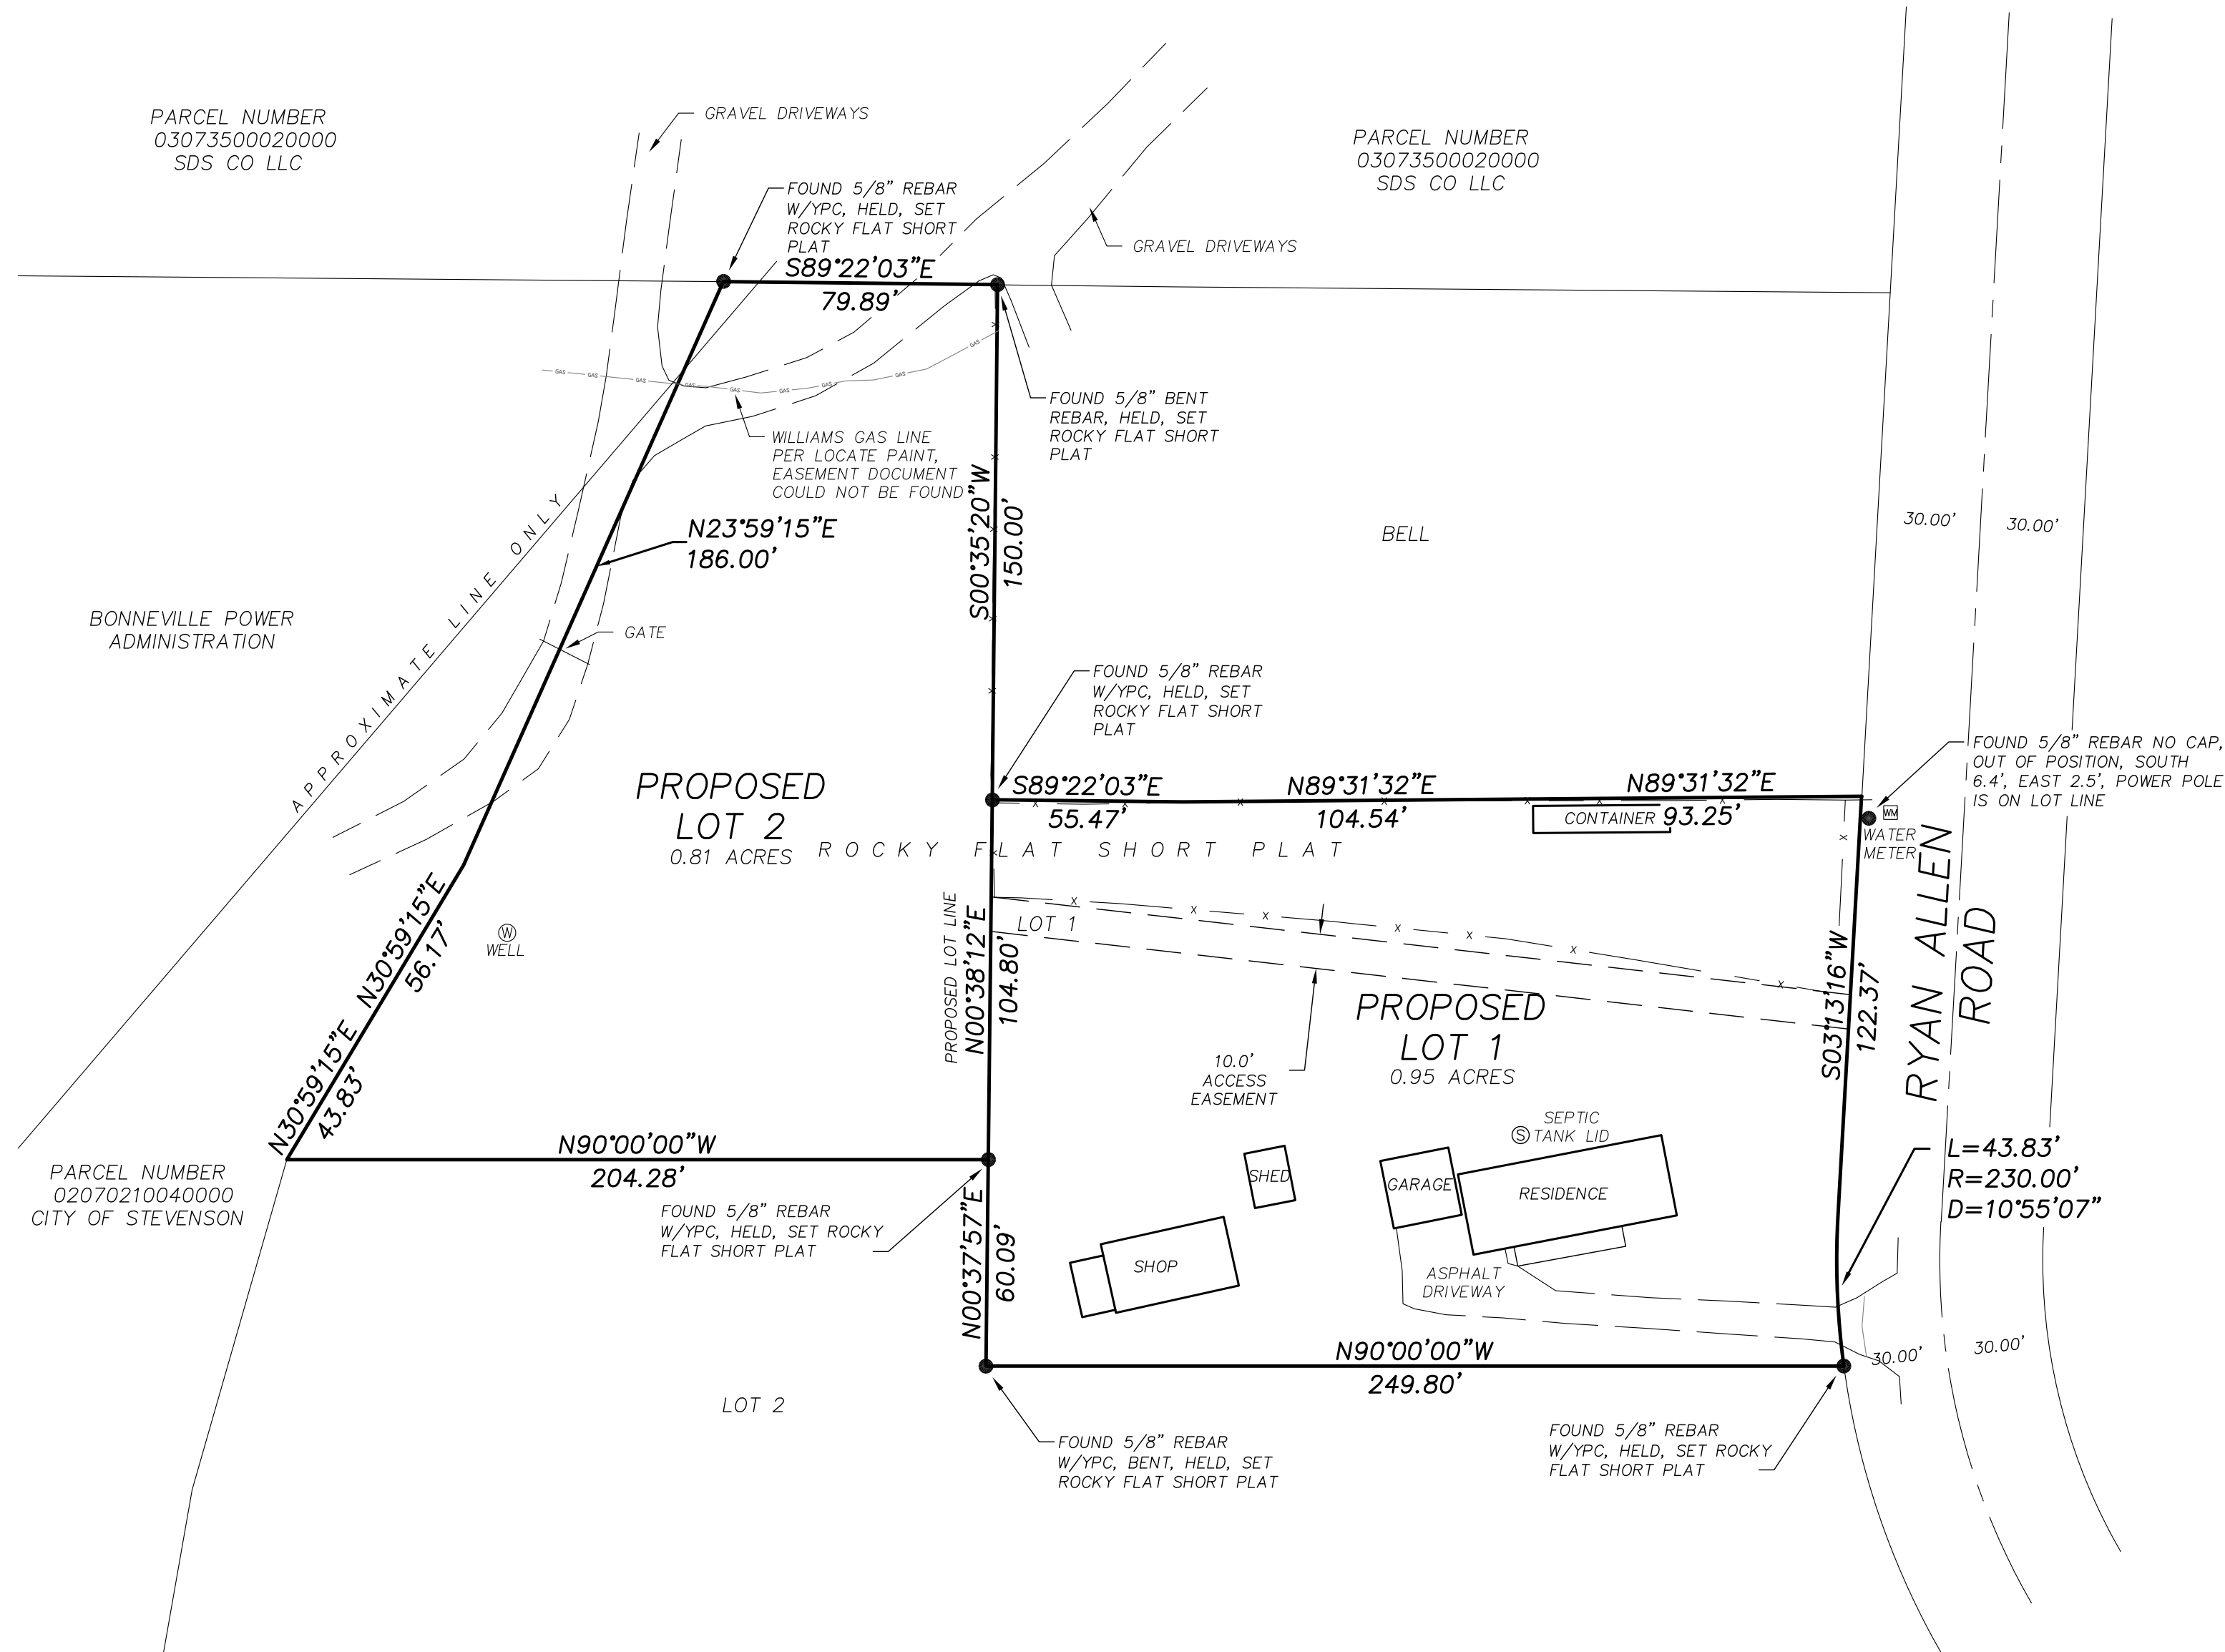 PARCEL NUMBER
03073500020000
SDS CO LLC
GRAVEL DRIVEWAYS
PARCEL NUMBER
03073500020000
SDS CO LLC
FOUND 5/8" REBAR
W/YPC, HELD, SET
ROCKY FLAT SHORT
PLAT
GRAVEL DRIVEWAYS
S89°22'03"E
79.89'
GAS GAS GAS GAS GAS GAS GAS GAS GAS
FOUND 5/8" BENT
REBAR, HELD, SET
ROCKY FLAT SHORT
PLAT
WILLIAMS GAS LINE
PER LOCATE PAINT,
EASEMENT DOCUMENT
COULD NOT BE FOUND
S00°35'20"W
150.00'
N23°59'15"E
186.00'
BELL
30.00'
30.00'
APPROXIMATE LINE ONLY
BONNEVILLE POWER
ADMINISTRATION
GATE
FOUND 5/8" REBAR
W/YPC, HELD, SET
ROCKY FLAT SHORT
PLAT
FOUND 5/8" REBAR NO CAP,
OUT OF POSITION, SOUTH
6.4', EAST 2.5', POWER POLE
IS ON LOT LINE
PROPOSED
LOT 2
0.81 ACRES
S89°22'03"E
55.47'
N89°31'32"E
104.54'
N89°31'32"E
93.25'
CONTAINER
WM
WATER
METER
ROCKY FLAT SHORT PLAT
LOT 1
N30°59'15"E
56.17'
W
WELL
PROPOSED LOT LINE
N00°38'12"E
104.80'
PROPOSED
LOT 1
0.95 ACRES
10.0'
ACCESS
EASEMENT
S03°13'16"W
122.37'
RYAN ALLEN
ROAD
N30°59'15"E
43.83'
N90°00'00"W
204.28'
SEPTIC
S TANK LID
SHED
GARAGE
RESIDENCE
L=43.83'
R=230.00'
D=10°55'07"
PARCEL NUMBER
02070210040000
CITY OF STEVENSON
FOUND 5/8" REBAR
W/YPC, HELD, SET ROCKY
FLAT SHORT PLAT
N00°37'57"E
60.09'
SHOP
ASPHALT
DRIVEWAY
N90°00'00"W
249.80'
30.00'
30.00'
LOT 2
FOUND 5/8" REBAR
W/YPC, BENT, HELD, SET
ROCKY FLAT SHORT PLAT
FOUND 5/8" REBAR
W/YPC, HELD, SET ROCKY
FLAT SHORT PLAT